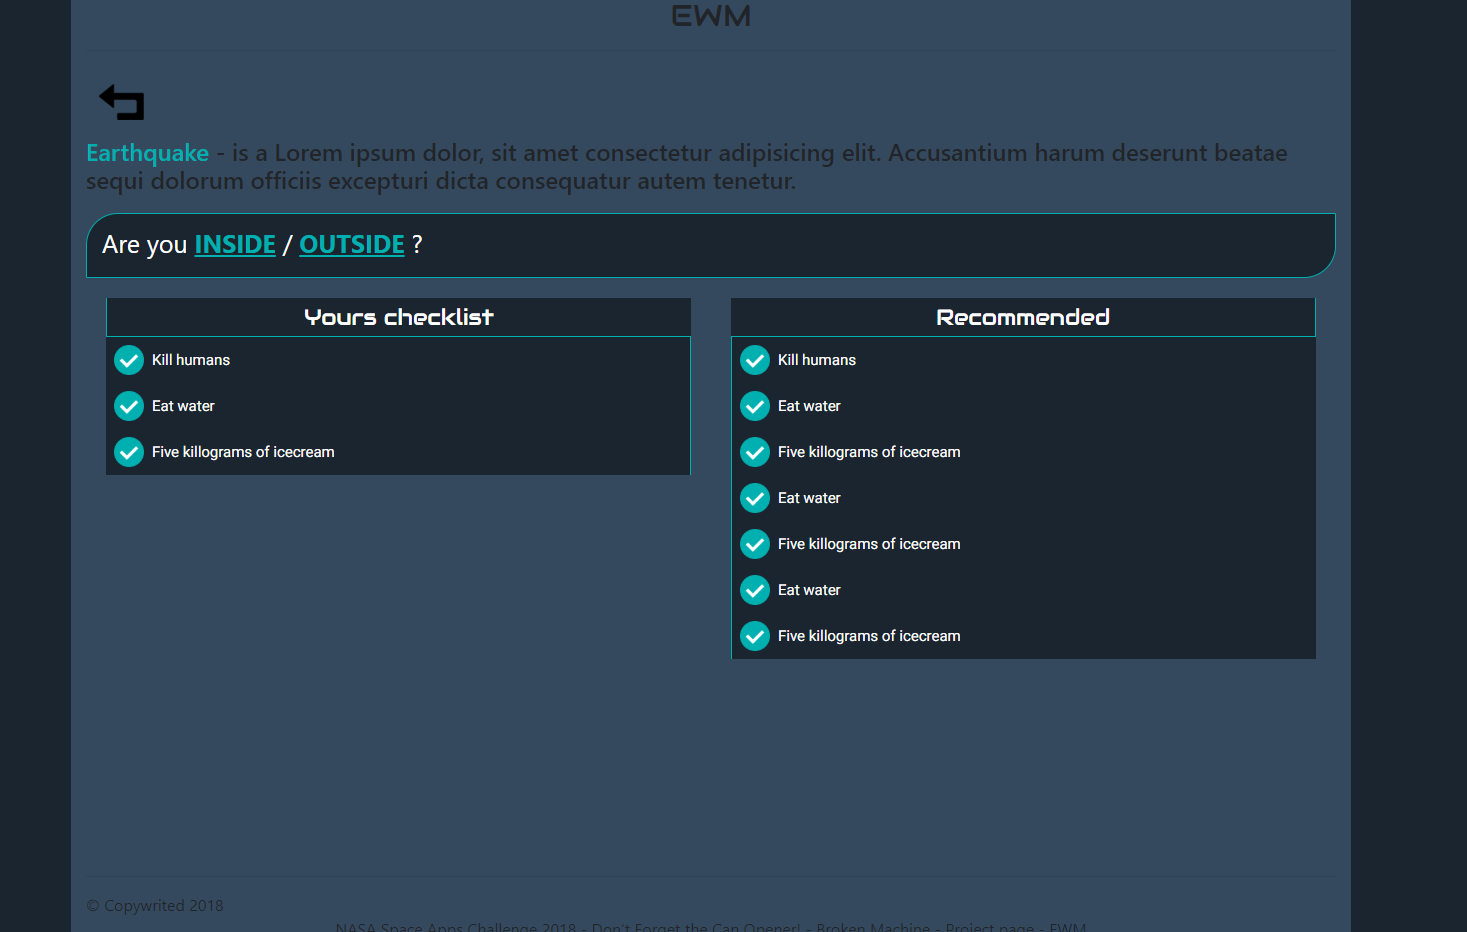 EWM
Earthquake - is a Lorem ipsum dolor, sit amet consectetur adipisicing elit. Accusantium harum deserunt beatae
sequi dolorum officiis excepturi dicta consequatur autem tenetur.
Are you INSIDE / OUTSIDE ?
Yours checklist
Kill humans
Eat water
Five killograms of icecream
Recommended
Kill humans
Eat water
Five killograms of icecream
Eat water
Five killograms of icecream
Eat water
Five killograms of icecream
© Copywrited 2018
NASA Space Apps Challenge 2018 - Don't Forget the Can Opener! - Broken Machine - Project page - EWM